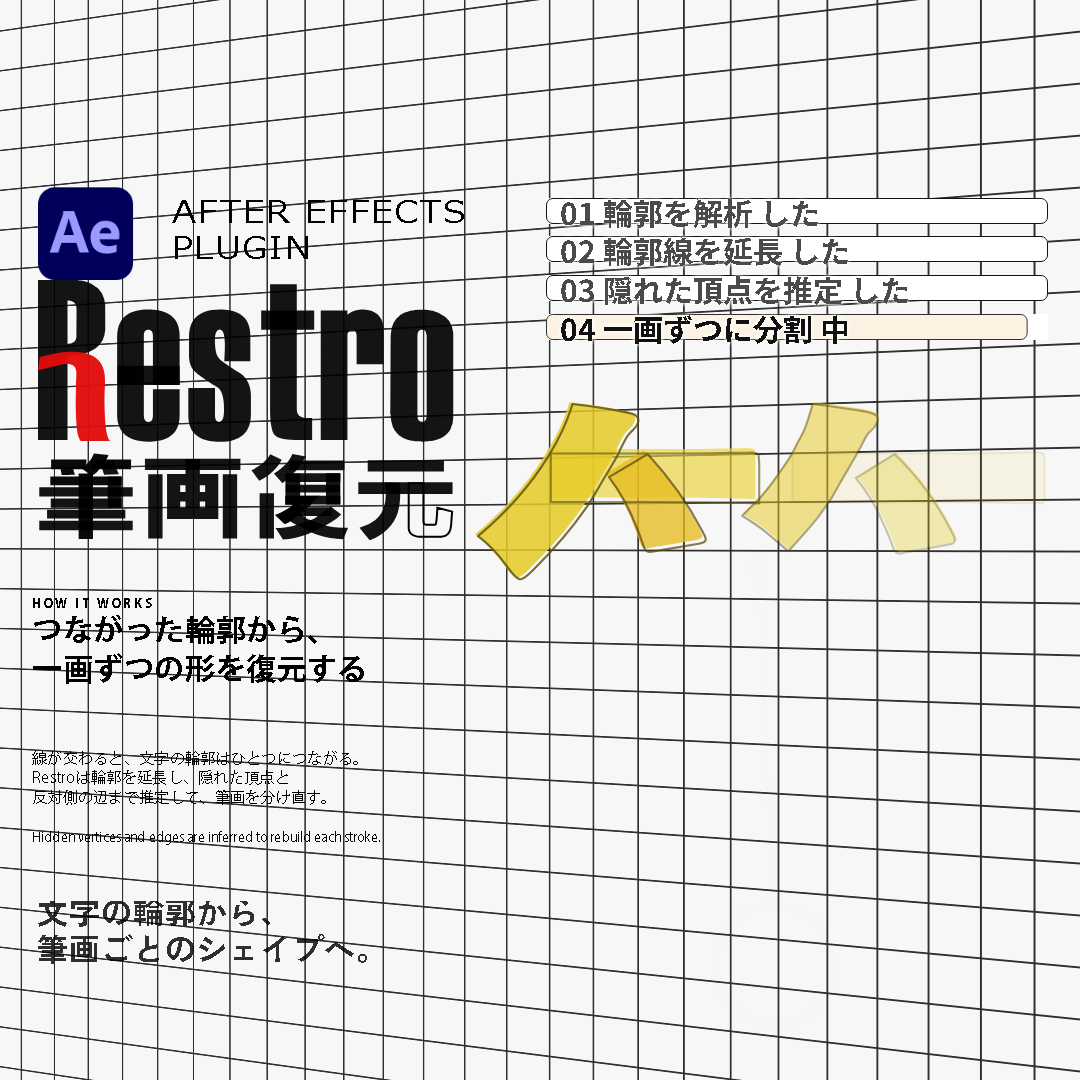 Ae
AFTER EFFECTS
PLUGIN
Restro
筆画復元
01 輪郭を解析 した
02 輪郭線を延長 した
03 隠れた頂点を推定 した
04 一画ずつに分割 中
HOW IT WORKS
つながった輪郭から、
一画ずつの形を復元する
線が交わると、文字の輪郭はひとつにつながる。
Restroは輪郭を延長し、隠れた頂点と
反対側の辺まで推定して、筆画を分け直す。
Hidden vertices and edges are inferred to rebuild each stroke.
文字の輪郭から、
筆画ごとのシェイプへ。